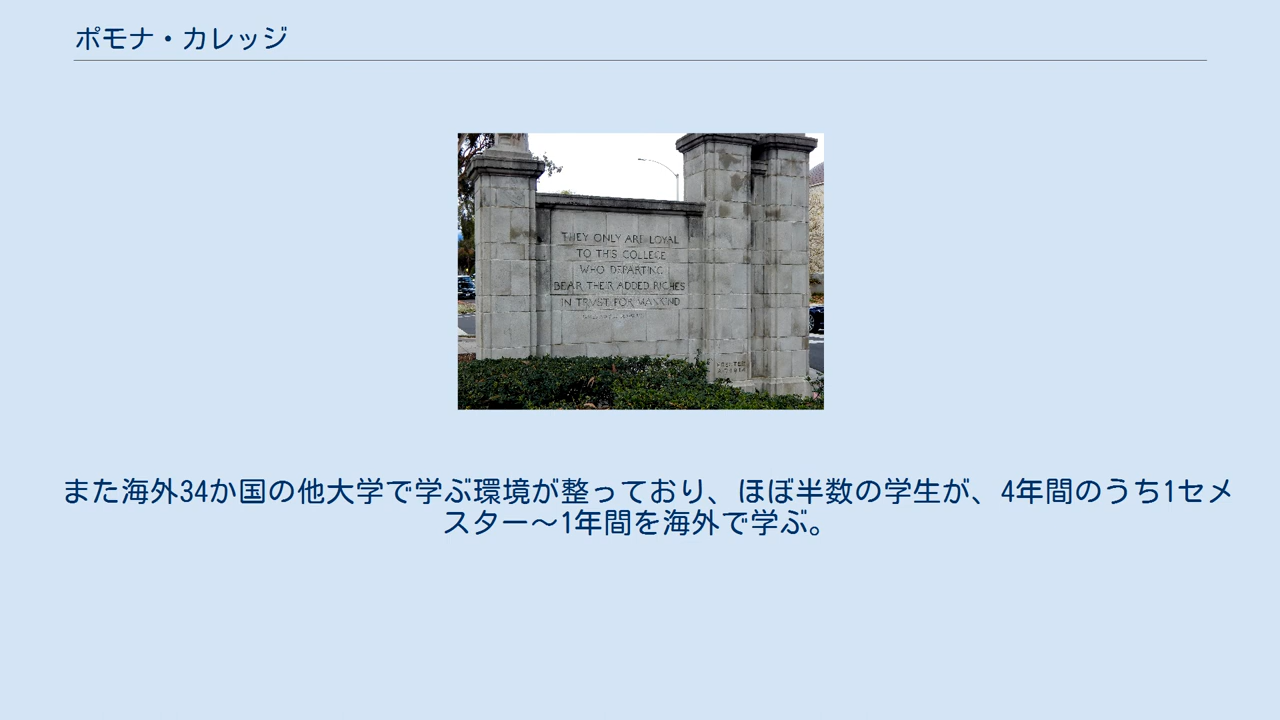 ポモナ・カレッジ
THEY ONLY ARE LOYAL
TO THIS COLLEGE
WHO DEPARTING
BEAR THEIR ADDED RICHES
IN TRVST FOR MANKIND
また海外34か国の他大学で学ぶ環境が整っており、ほぼ半数の学生が、4年間のうち1セメ
スター〜1年間を海外で学ぶ。